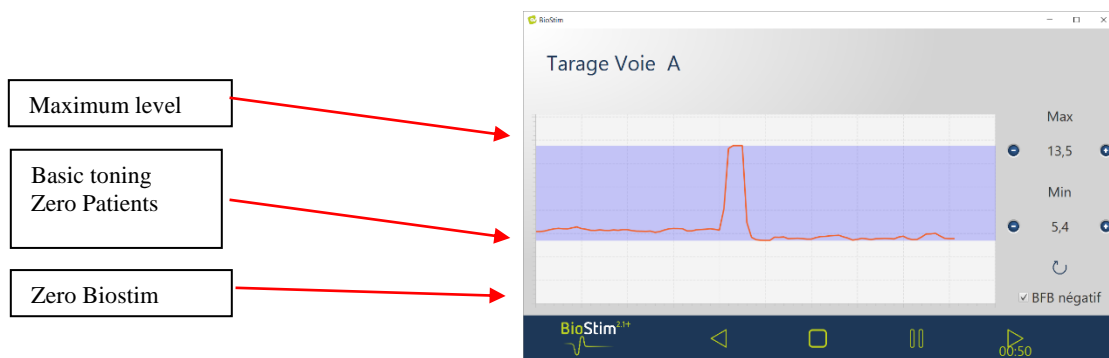 BioStim
Tarage Voie A
Maximum level
Basic toning
Zero Patients
Zero Biostim
Max
13,5
Min
5,4
BFB négatif
BioStim2.1+
00:50